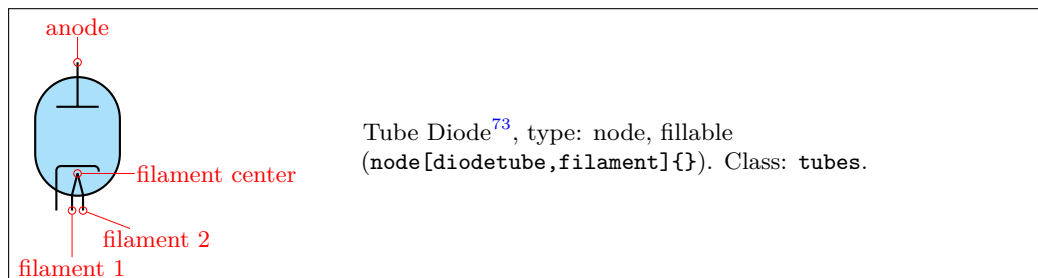 anode
Tube Diode73, type: node, fillable
(node[diodetube,filament]{}). Class: tubes.
filament center
filament 2
filament 1